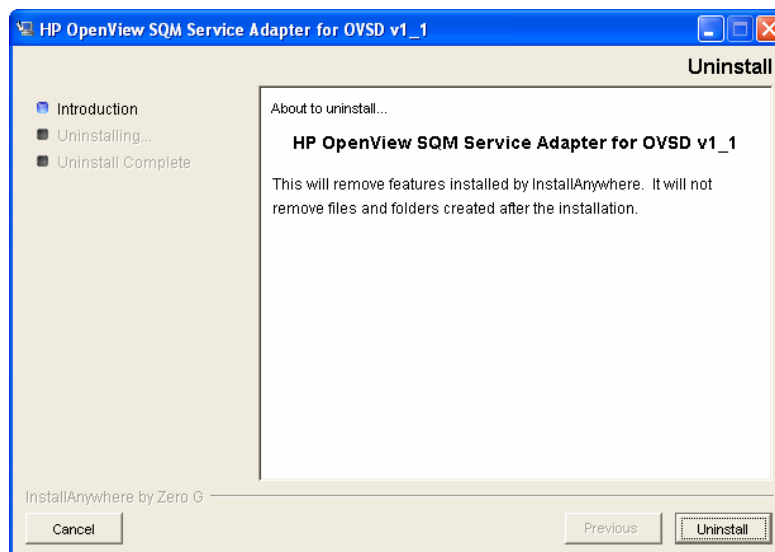 HP OpenView SQM Service Adapter for OVSD v1_1
Uninstall
Introduction
Uninstalling...
Uninstall Complete
About to uninstall...
HP OpenView SQM Service Adapter for OVSD v1_1
This will remove features installed by InstallAnywhere. It will not
remove files and folders created after the installation.
InstallAnywhere by Zero G
Cancel
Previous
Uninstall